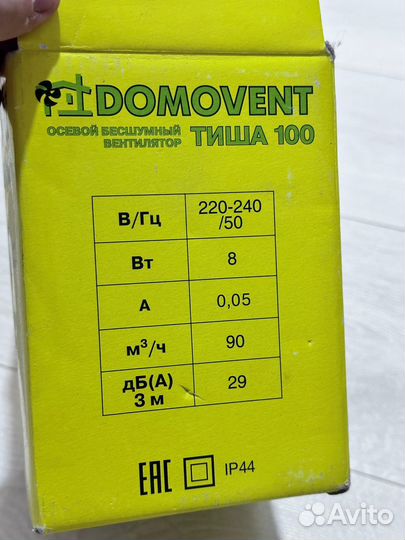 DOMOVENT
ОСЕВОЙ БЕСШУМНЫЙ
ВЕНТИЛЯТОР
ТИША 100
В/Гц 220-240
/50
Вт 8
А 0,05
м³/ч 90
дБ(А)
3 м 29
EAC IP44
Avito